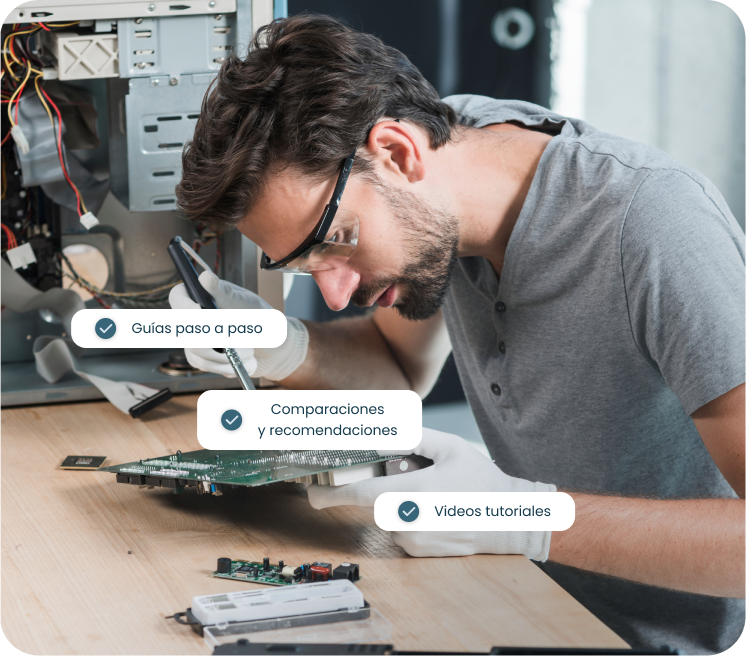 Guías paso a paso
Comparaciones
y recomendaciones
Videos tutoriales